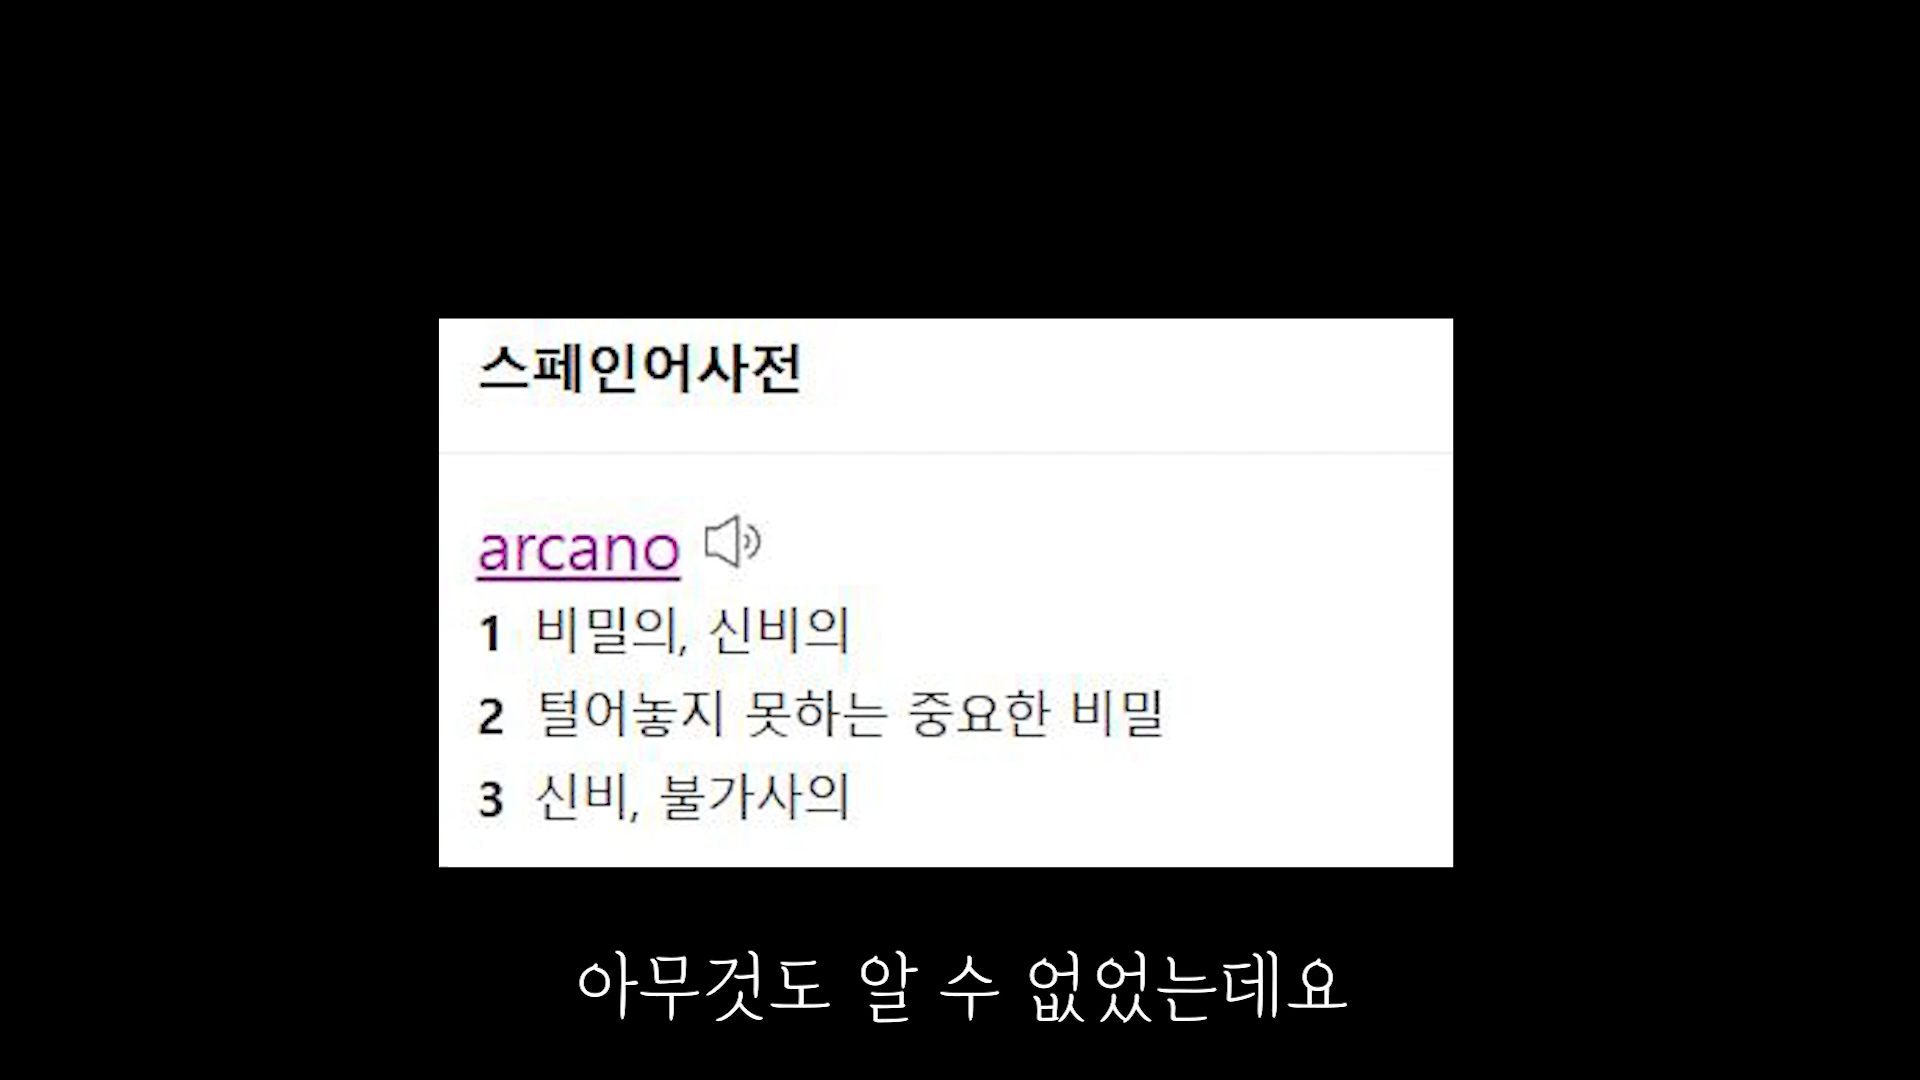 스페인어사전
arcano
1 비밀의, 신비의
2 털어놓지 못하는 중요한 비밀
3 신비, 불가사의
아무것도 알 수 없었는데요